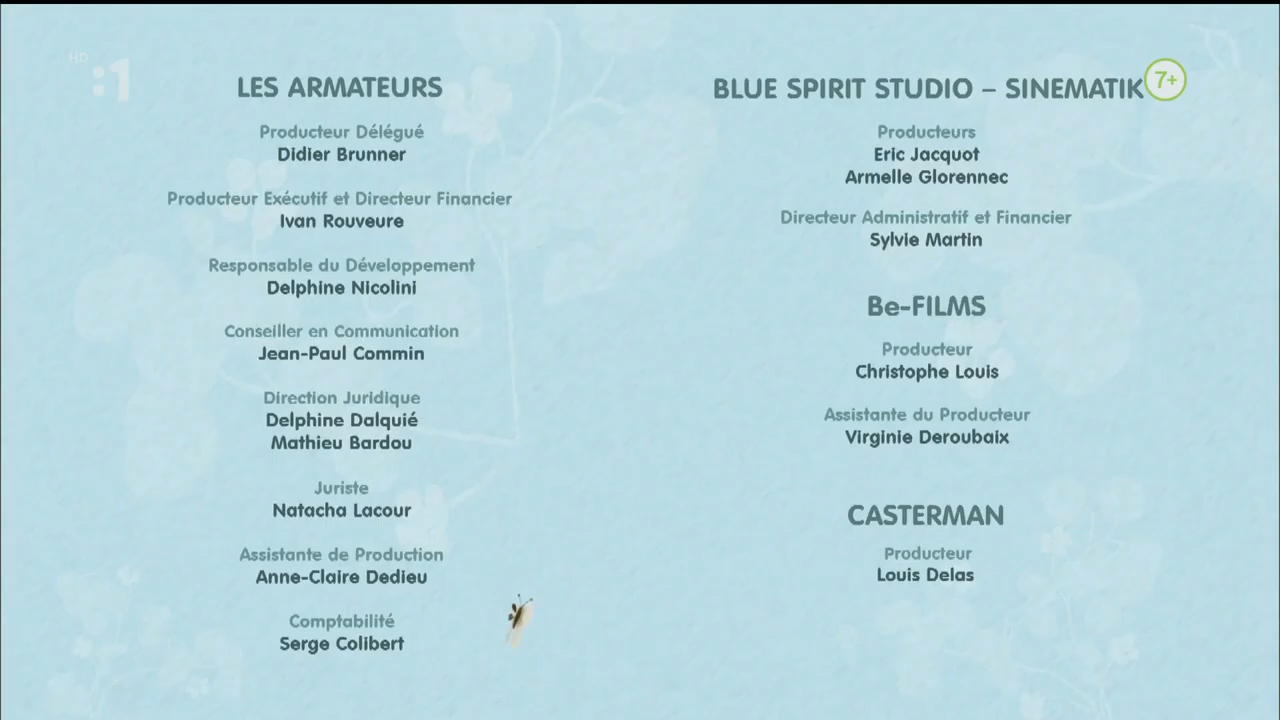 HD
:1
7+
LES ARMATEURS
Producteur Délégué
Didier Brunner
Producteur Exécutif et Directeur Financier
Ivan Rouveure
Responsable du Développement
Delphine Nicolini
Conseiller en Communication
Jean-Paul Commin
Direction Juridique
Delphine Dalquié
Mathieu Bardou
Juriste
Natacha Lacour
Assistante de Production
Anne-Claire Dedieu
Comptabilité
Serge Colibert
BLUE SPIRIT STUDIO – SINEMATIK
Producteurs
Eric Jacquot
Armelle Glorennec
Directeur Administratif et Financier
Sylvie Martin
Be-FILMS
Producteur
Christophe Louis
Assistante du Producteur
Virginie Deroubaix
CASTERMAN
Producteur
Louis Delas